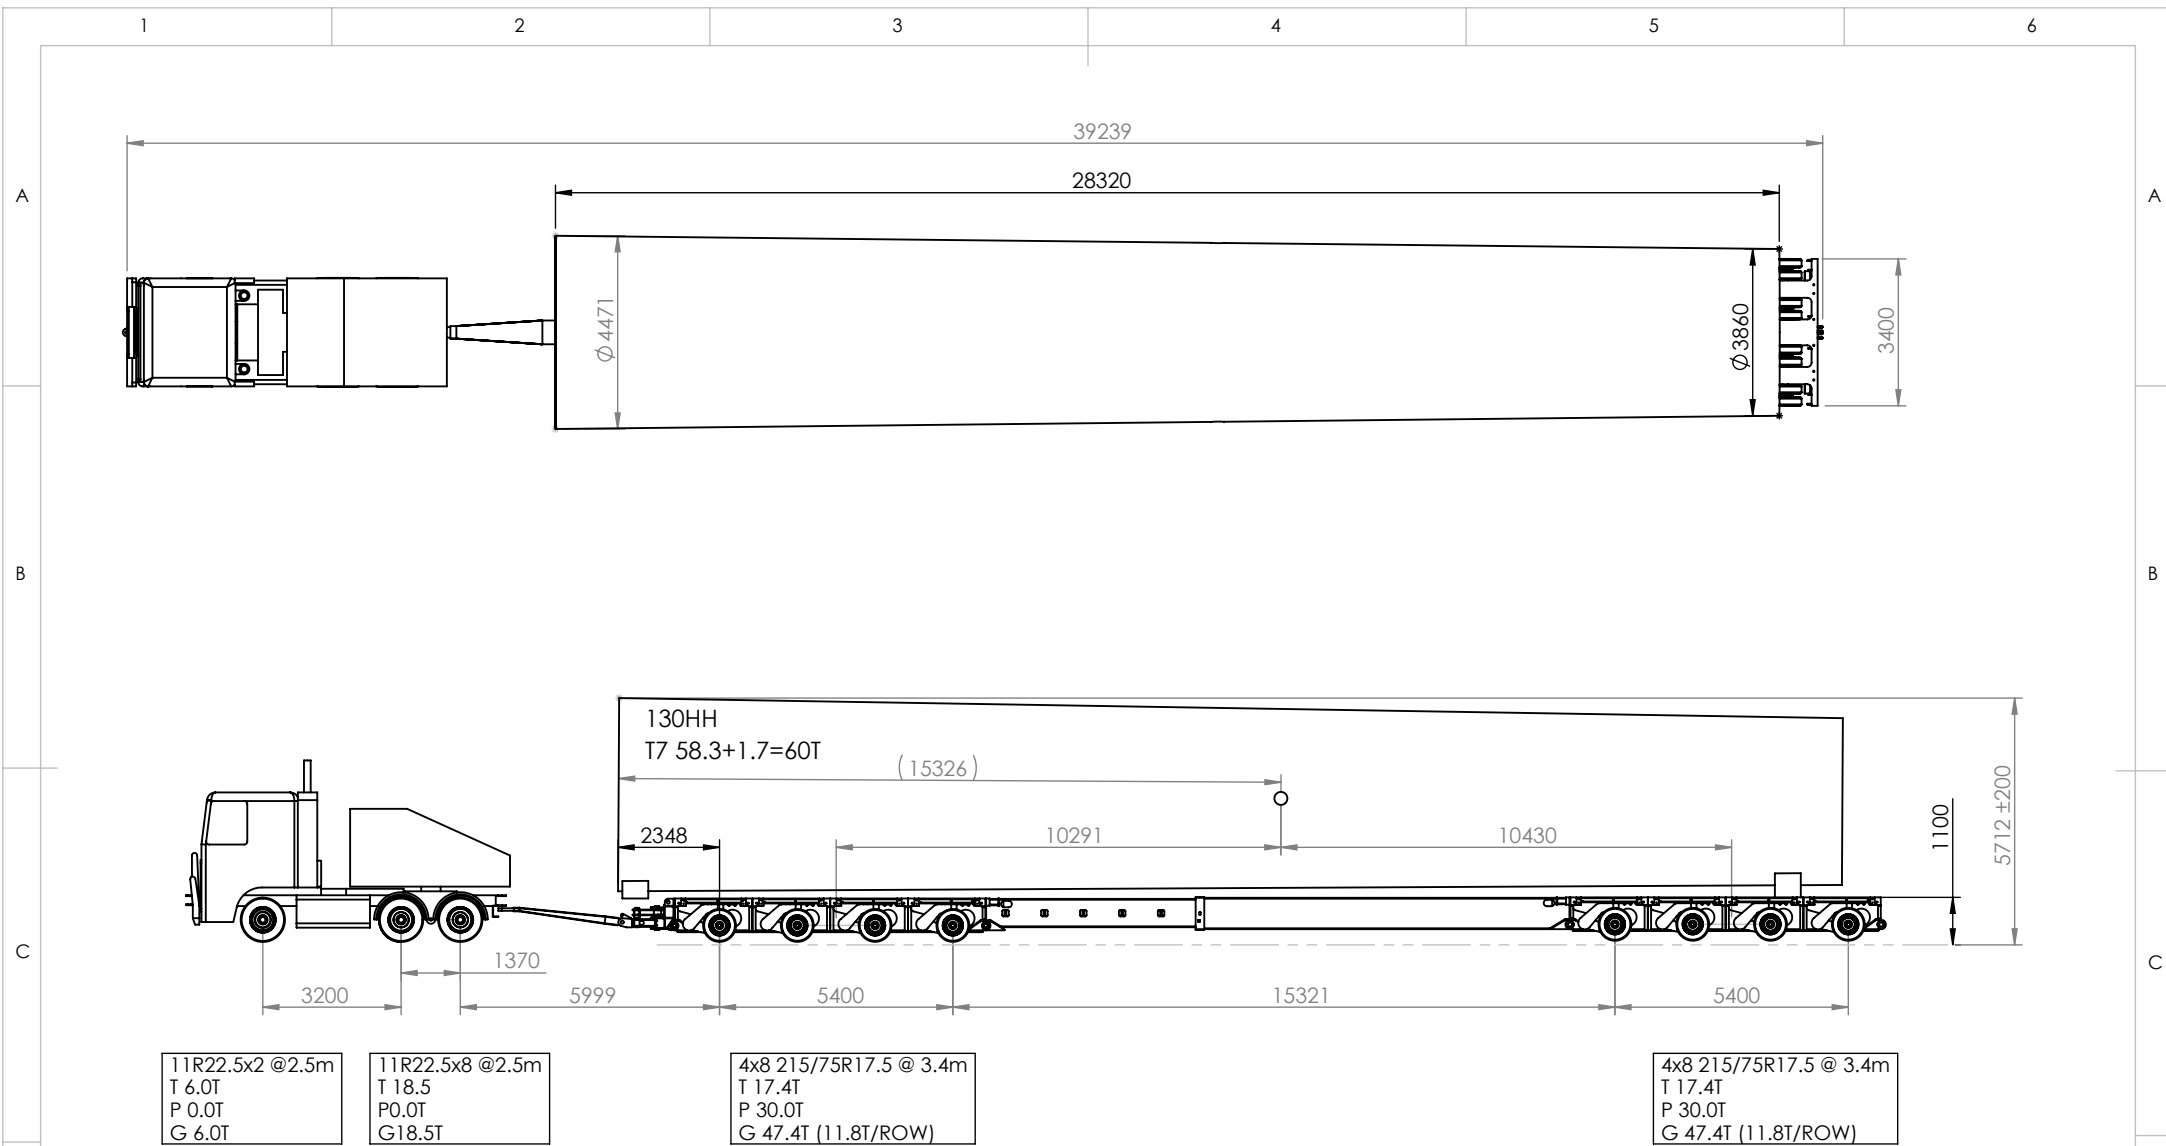 1 2 3 4 5 6
39239
28320
A A
Ø4471
Ø3860
3400
B B
130HH
T7 58.3+1.7=60T
(15326)
2348 10291 10430
1100
5712 ±200
C C
1370
3200 5999 5400 15321 5400
11R22.5x2 @2.5m
T 6.0T
P 0.0T
G 6.0T
11R22.5x8 @2.5m
T 18.5
P0.0T
G18.5T
4x8 215/75R17.5 @ 3.4m
T 17.4T
P 30.0T
G 47.4T (11.8T/ROW)
4x8 215/75R17.5 @ 3.4m
T 17.4T
P 30.0T
G 47.4T (11.8T/ROW)